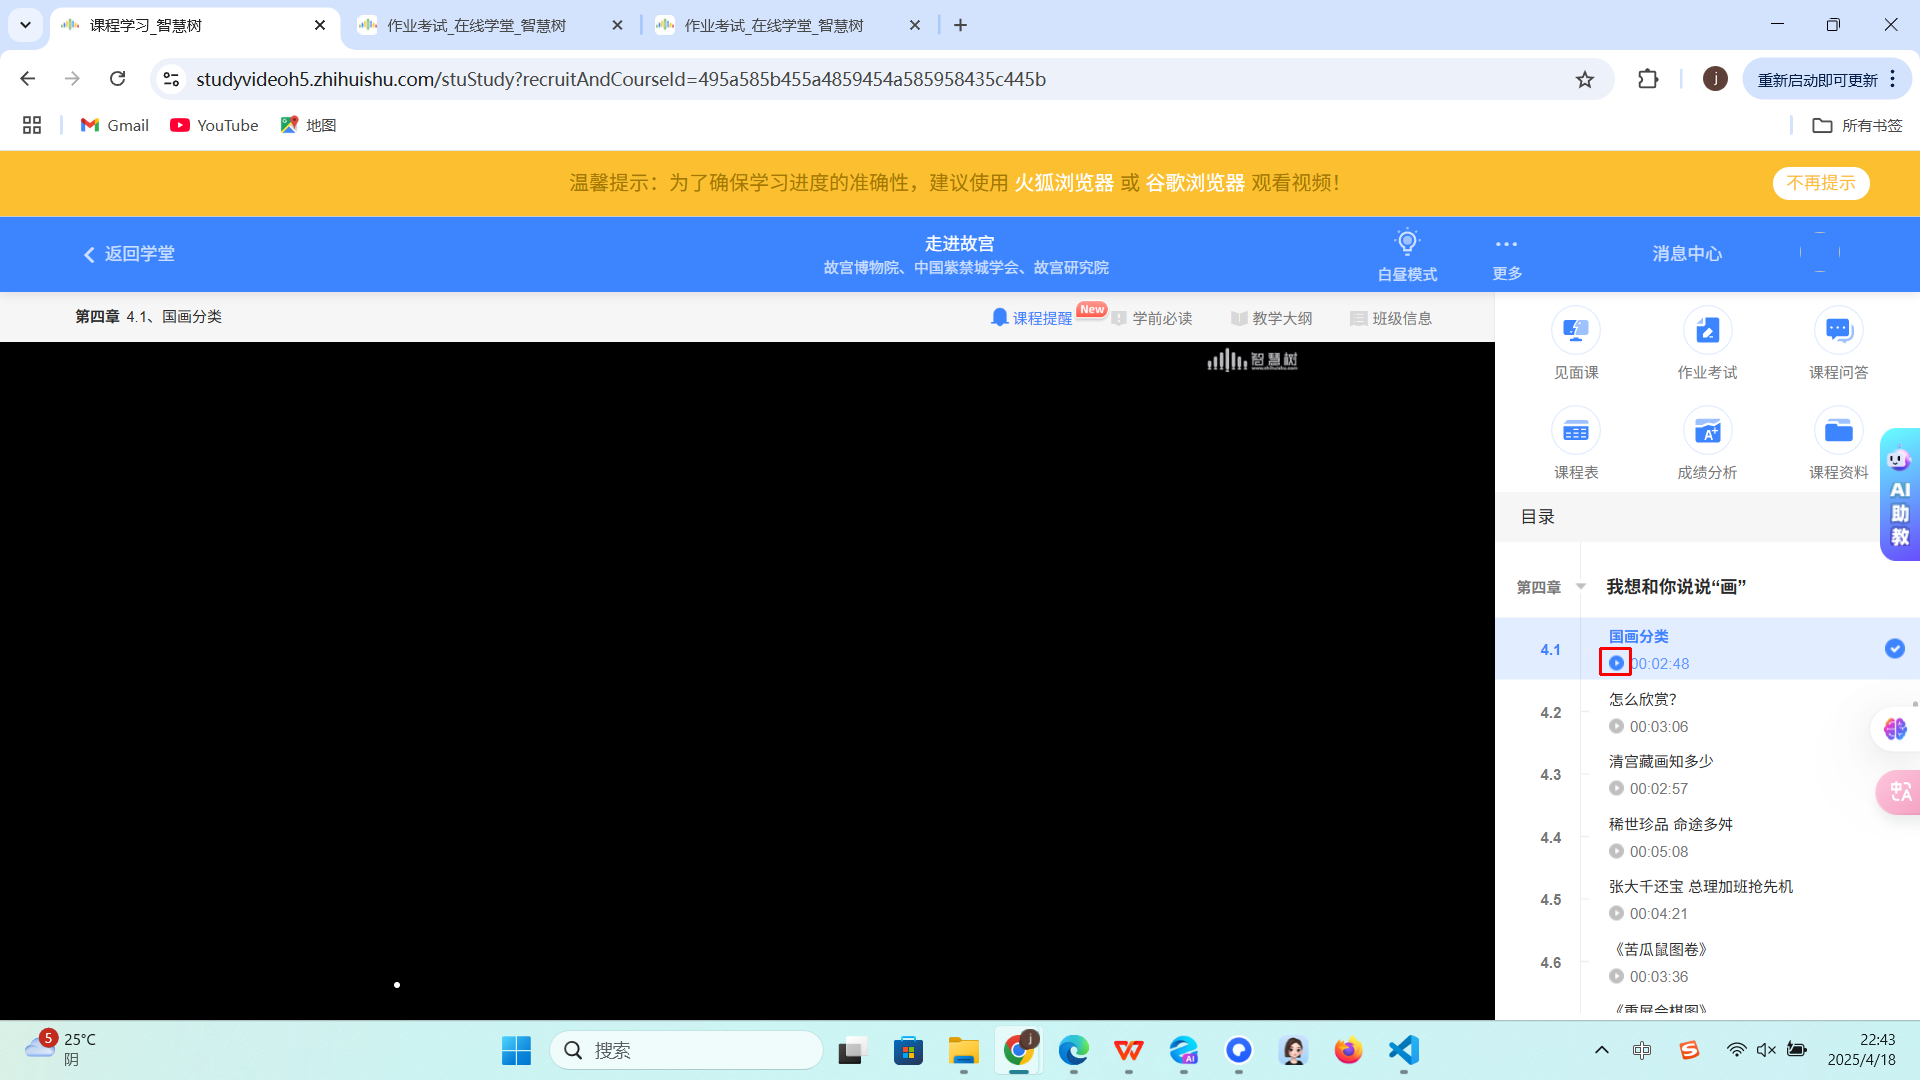 课程学习_智慧树
作业考试_在线学堂_智慧树
作业考试_在线学堂_智慧树
studyvideoh5.zhihuishu.com/stuStudy?recruitAndCourseId=495a585b455a4859454a585958435c445b
j
重新启动即可更新
Gmail
YouTube
地图
所有书签
温馨提示：为了确保学习进度的准确性，建议使用 火狐浏览器 或 谷歌浏览器 观看视频！
不再提示
返回学堂
走进故宫
故宫博物院、中国紫禁城学会、故宫研究院
白昼模式
更多
消息中心
第四章 4.1、国画分类
课程提醒
New
学前必读
教学大纲
班级信息
智慧树
www.zhihuishu.com
见面课
作业考试
课程问答
课程表
成绩分析
课程资料
AI助教
目录
第四章
我想和你说说“画”
4.1
国画分类
00:02:48
4.2
怎么欣赏？
00:03:06
4.3
清宫藏画知多少
00:02:57
4.4
稀世珍品 命途多舛
00:05:08
4.5
张大千还宝 总理加班抢先机
00:04:21
4.6
《苦瓜鼠图卷》
00:03:36
《重屏会棋图》
5
25°C
阴
搜索
j
中
22:43
2025/4/18